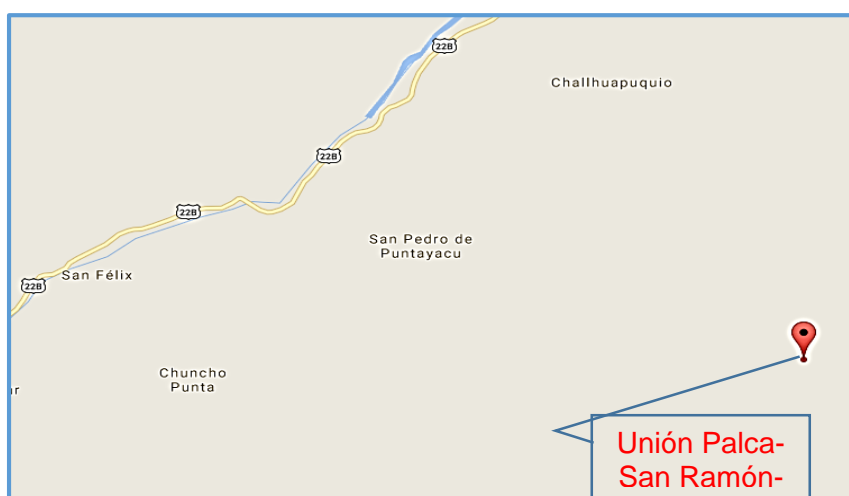 22B
Challhuapuquio
22B
22B
San Pedro de
Puntayacu
San Félix
22B
Chuncho
Punta
Unión Palca-
San Ramón-